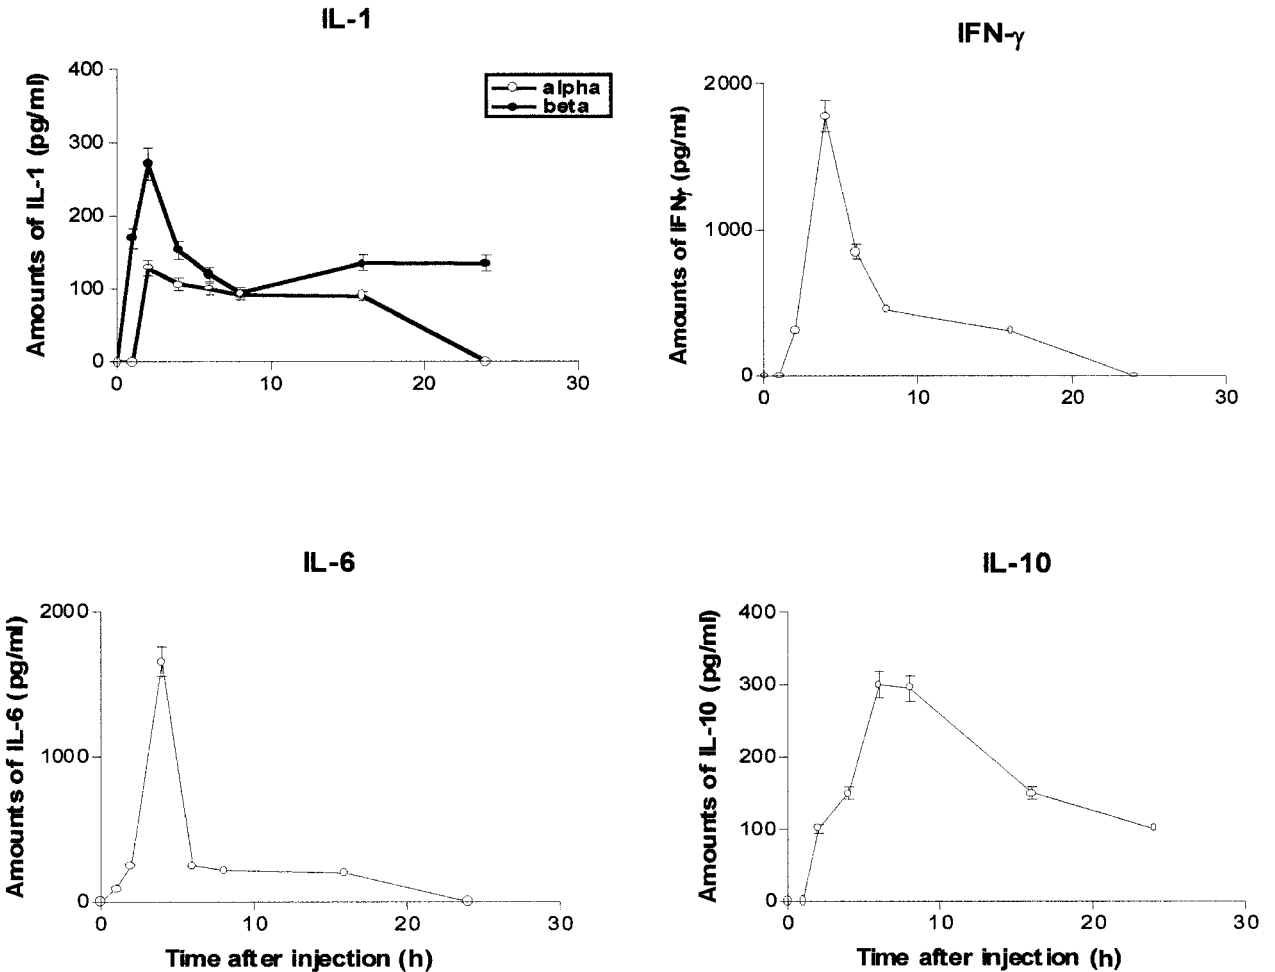 IL-1
Amounts of IL-1 (pg/ml)
400
300
200
100
0
0
10
20
30
alpha
beta
IFN-γ
Amounts of IFNγ (pg/ml)
2000
1000
0
0
10
20
30
IL-6
Amounts of IL-6 (pg/ml)
2000
1000
0
0
10
20
30
Time after injection (h)
IL-10
Amounts of IL-10 (pg/ml)
400
300
200
100
0
0
10
20
30
Time after injection (h)